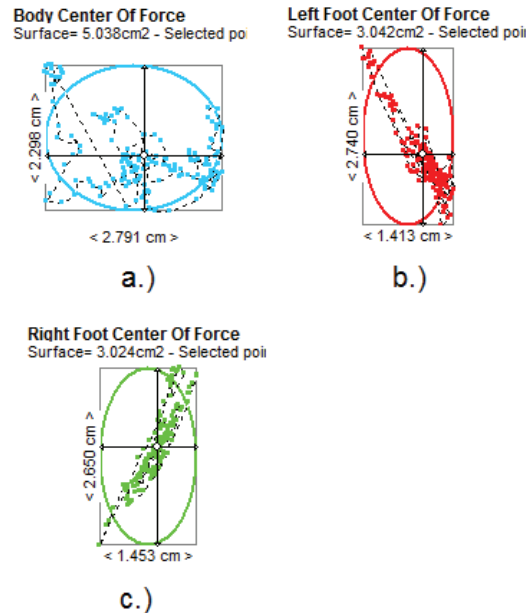 Body Center Of Force
Surface= 5.038cm2 - Selected poi
< 2.298 cm >
< 2.791 cm >
a.)
Left Foot Center Of Force
Surface= 3.042cm2 - Selected point
< 2.740 cm >
< 1.413 cm >
b.)
Right Foot Center Of Force
Surface= 3.024cm2 - Selected poin
< 2.650 cm >
< 1.453 cm >
c.)